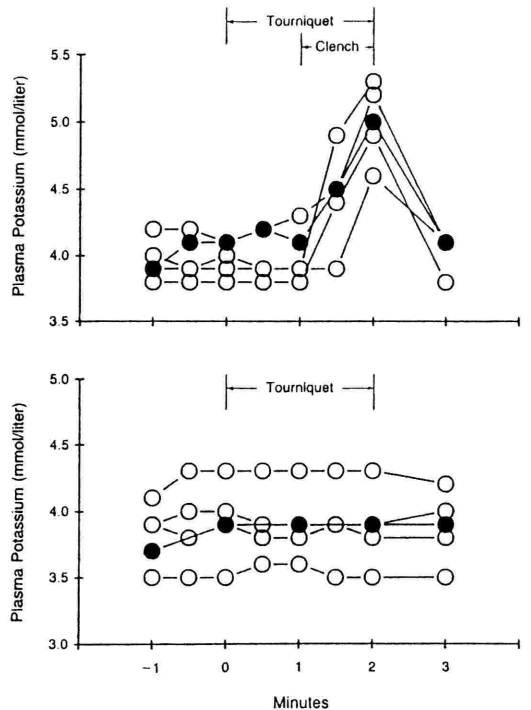 Tourniquet
Clench
5.5
5.0
4.5
4.0
3.5
Plasma Potassium (mmol/liter)
Tourniquet
5.0
4.5
4.0
3.5
3.0
Plasma Potassium (mmol/liter)
−1 0 1 2 3
Minutes